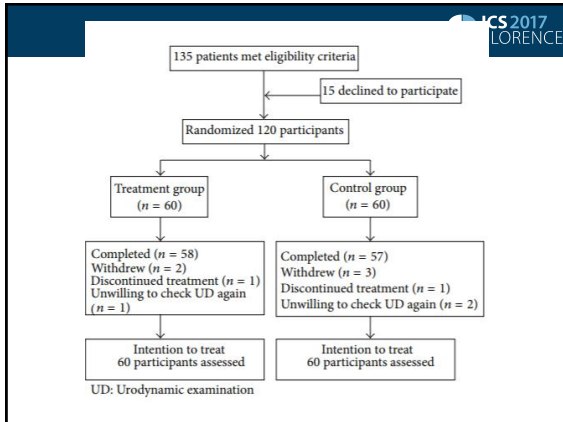 ICS 2017
LORENCE
135 patients met eligibility criteria
15 declined to participate
Randomized 120 participants
Treatment group
(n = 60)
Control group
(n = 60)
Completed (n = 58)
Withdrew (n = 2)
Discontinued treatment (n = 1)
Unwilling to check UD again
(n = 1)
Completed (n = 57)
Withdrew (n = 3)
Discontinued treatment (n = 1)
Unwilling to check UD again (n = 2)
Intention to treat
60 participants assessed
Intention to treat
60 participants assessed
UD: Urodynamic examination